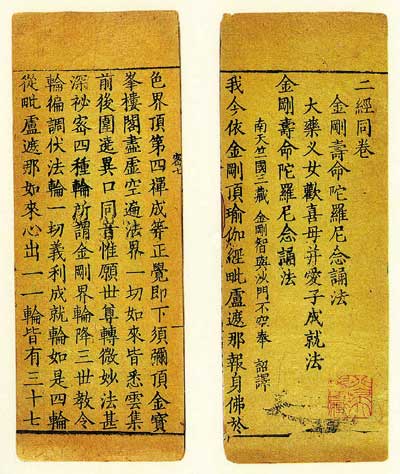 二經同卷
金剛壽命陀羅尼念誦法
大藥叉女歡喜母并愛子成就法
金剛壽命陀羅尼念誦法
南天竺國三藏 金剛智與沙門不空奉 詔譯
我今依金剛頂瑜伽經毗盧遮那報身佛於
色界頂第四禪成等正覺即下須彌頂金寶
峯樓閣盡虛空遍法界一切如來皆悉雲集
前後圍遶異口同音惟願世尊轉微妙法甚
深祕密四種輪所謂金剛界輪降三世教令
輪徧調伏法輪一切義利成就輪如是四輪
從毗盧遮那如來心出一一輪皆有三十七